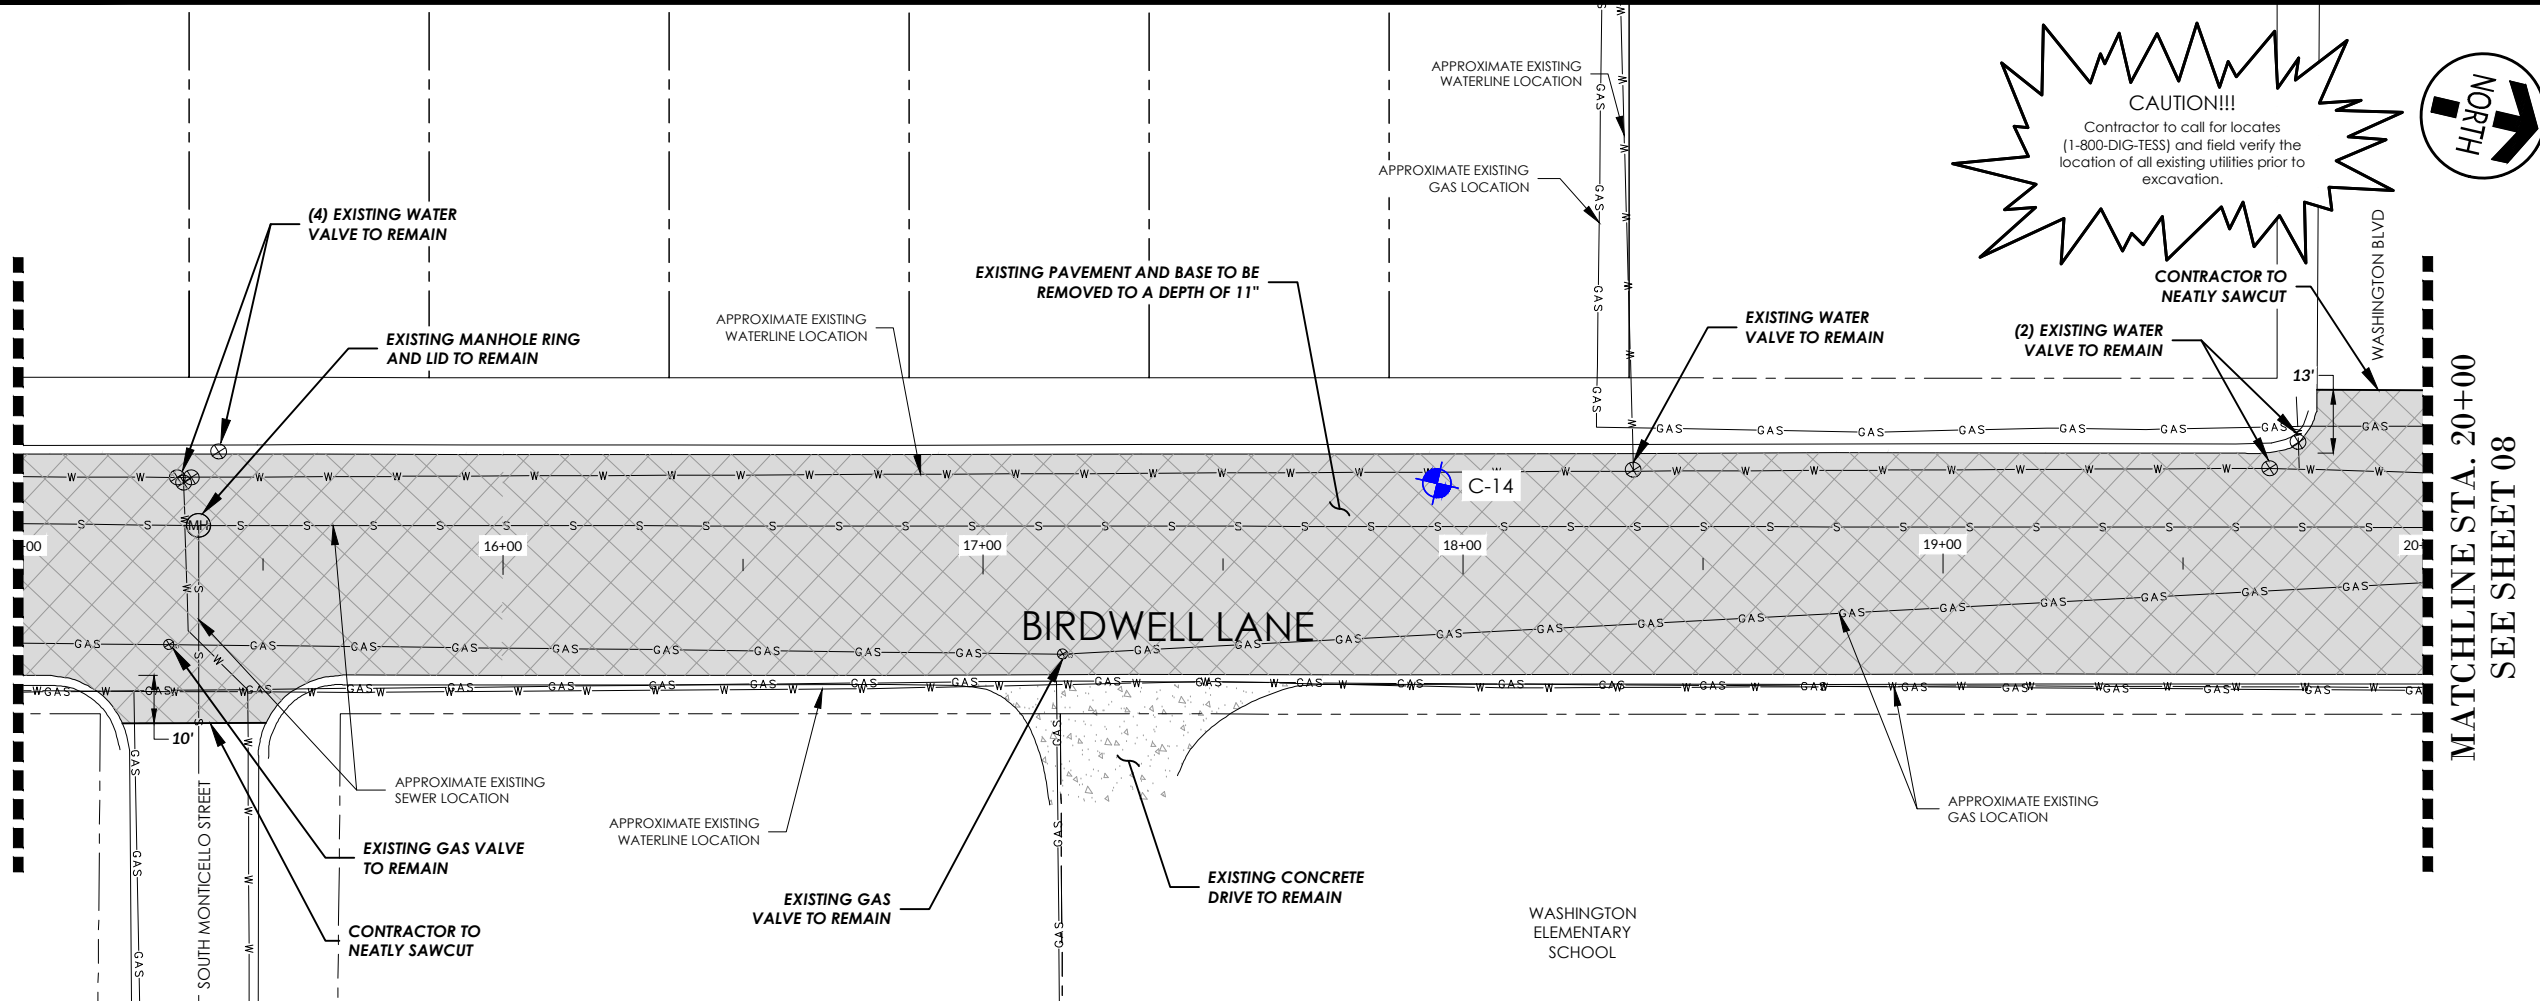 APPROXIMATE EXISTING
WATERLINE LOCATION
APPROXIMATE EXISTING
GAS LOCATION
CAUTION!!!
Contractor to call for locates
(1-800-DIG-TESS) and field verify the
location of all existing utilities prior to
excavation.
NORTH
(4) EXISTING WATER
VALVE TO REMAIN
EXISTING MANHOLE RING
AND LID TO REMAIN
APPROXIMATE EXISTING
WATERLINE LOCATION
EXISTING PAVEMENT AND BASE TO BE
REMOVED TO A DEPTH OF 11"
EXISTING WATER
VALVE TO REMAIN
(2) EXISTING WATER
VALVE TO REMAIN
CONTRACTOR TO
NEATLY SAWCUT
WASHINGTON BLVD
13'
MATCHLINE STA. 20+00
SEE SHEET 08
C-14
MH
+00
16+00
17+00
18+00
19+00
20+
BIRDWELL LANE
10'
SOUTH MONTICELLO STREET
APPROXIMATE EXISTING
SEWER LOCATION
EXISTING GAS VALVE
TO REMAIN
CONTRACTOR TO
NEATLY SAWCUT
APPROXIMATE EXISTING
WATERLINE LOCATION
EXISTING GAS
VALVE TO REMAIN
EXISTING CONCRETE
DRIVE TO REMAIN
WASHINGTON
ELEMENTARY
SCHOOL
APPROXIMATE EXISTING
GAS LOCATION